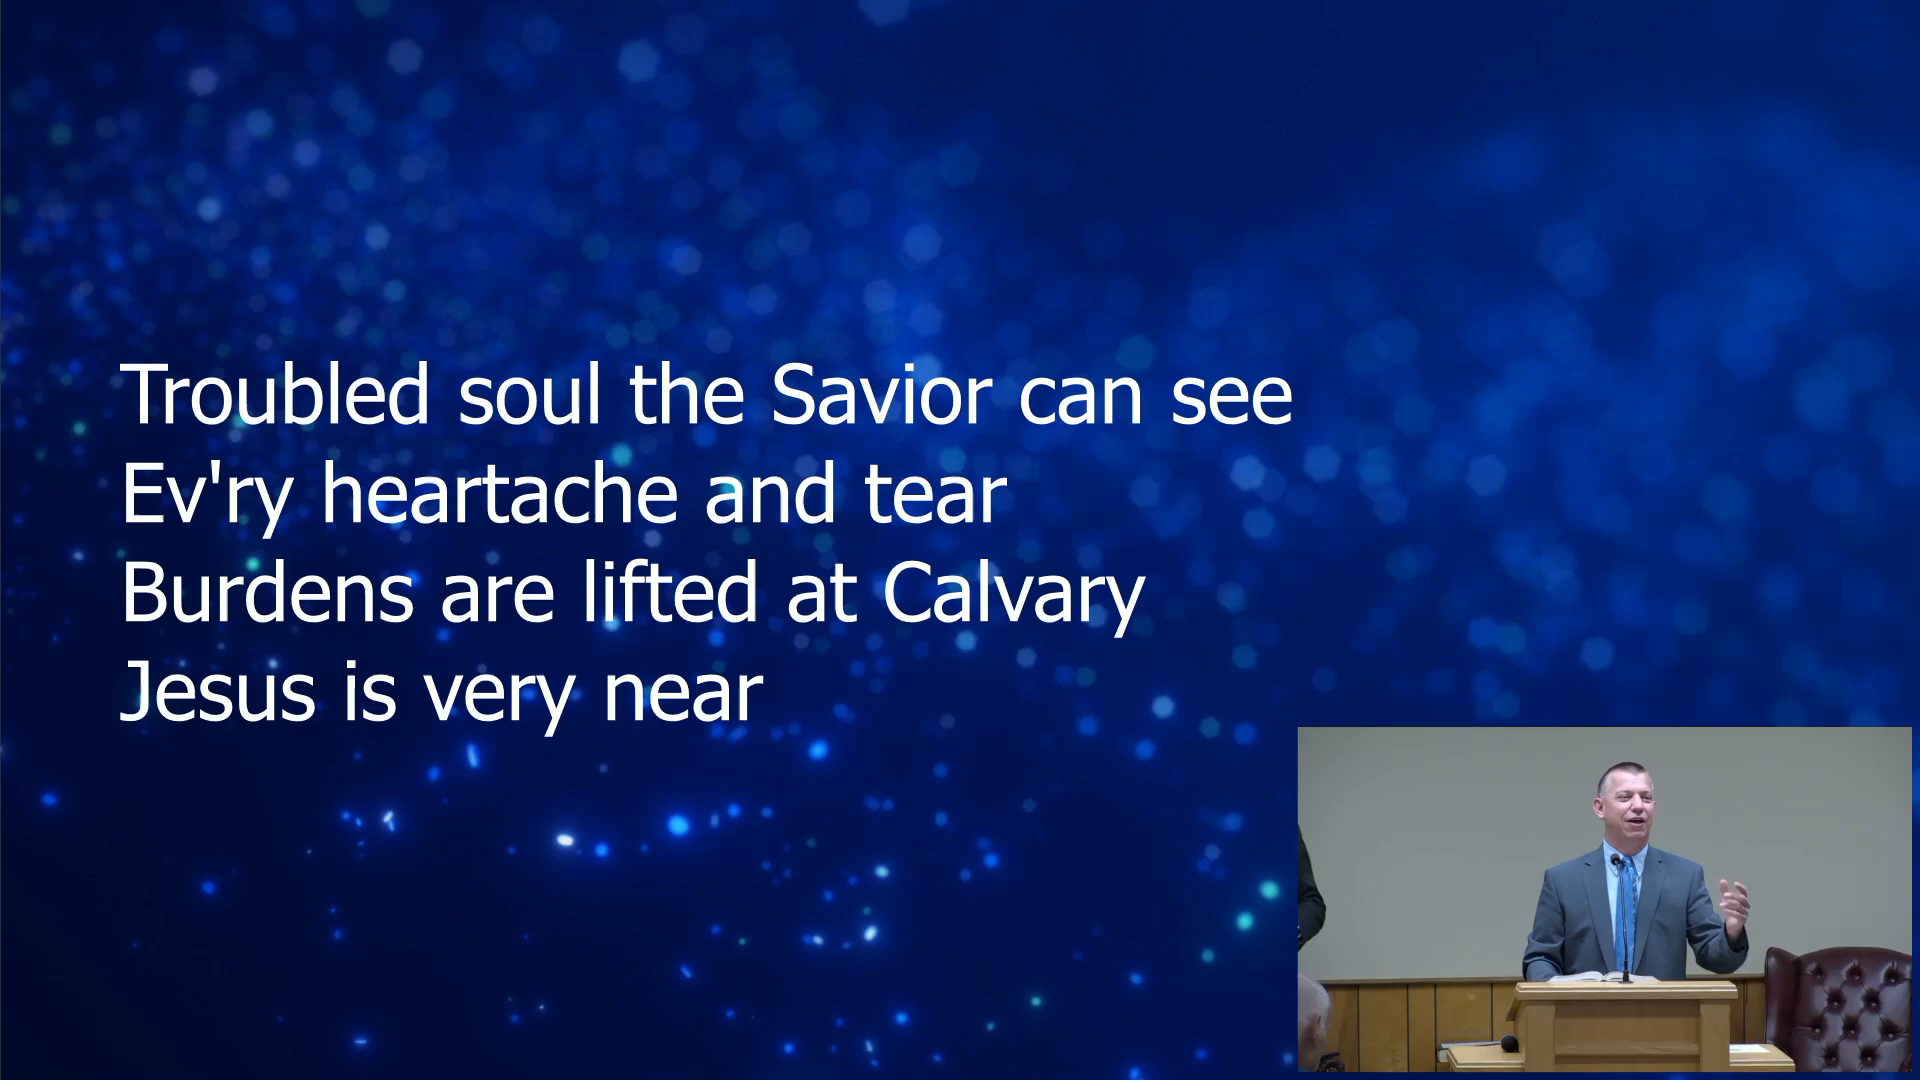 Troubled soul the Savior can see
Ev'ry heartache and tear
Burdens are lifted at Calvary
Jesus is very near